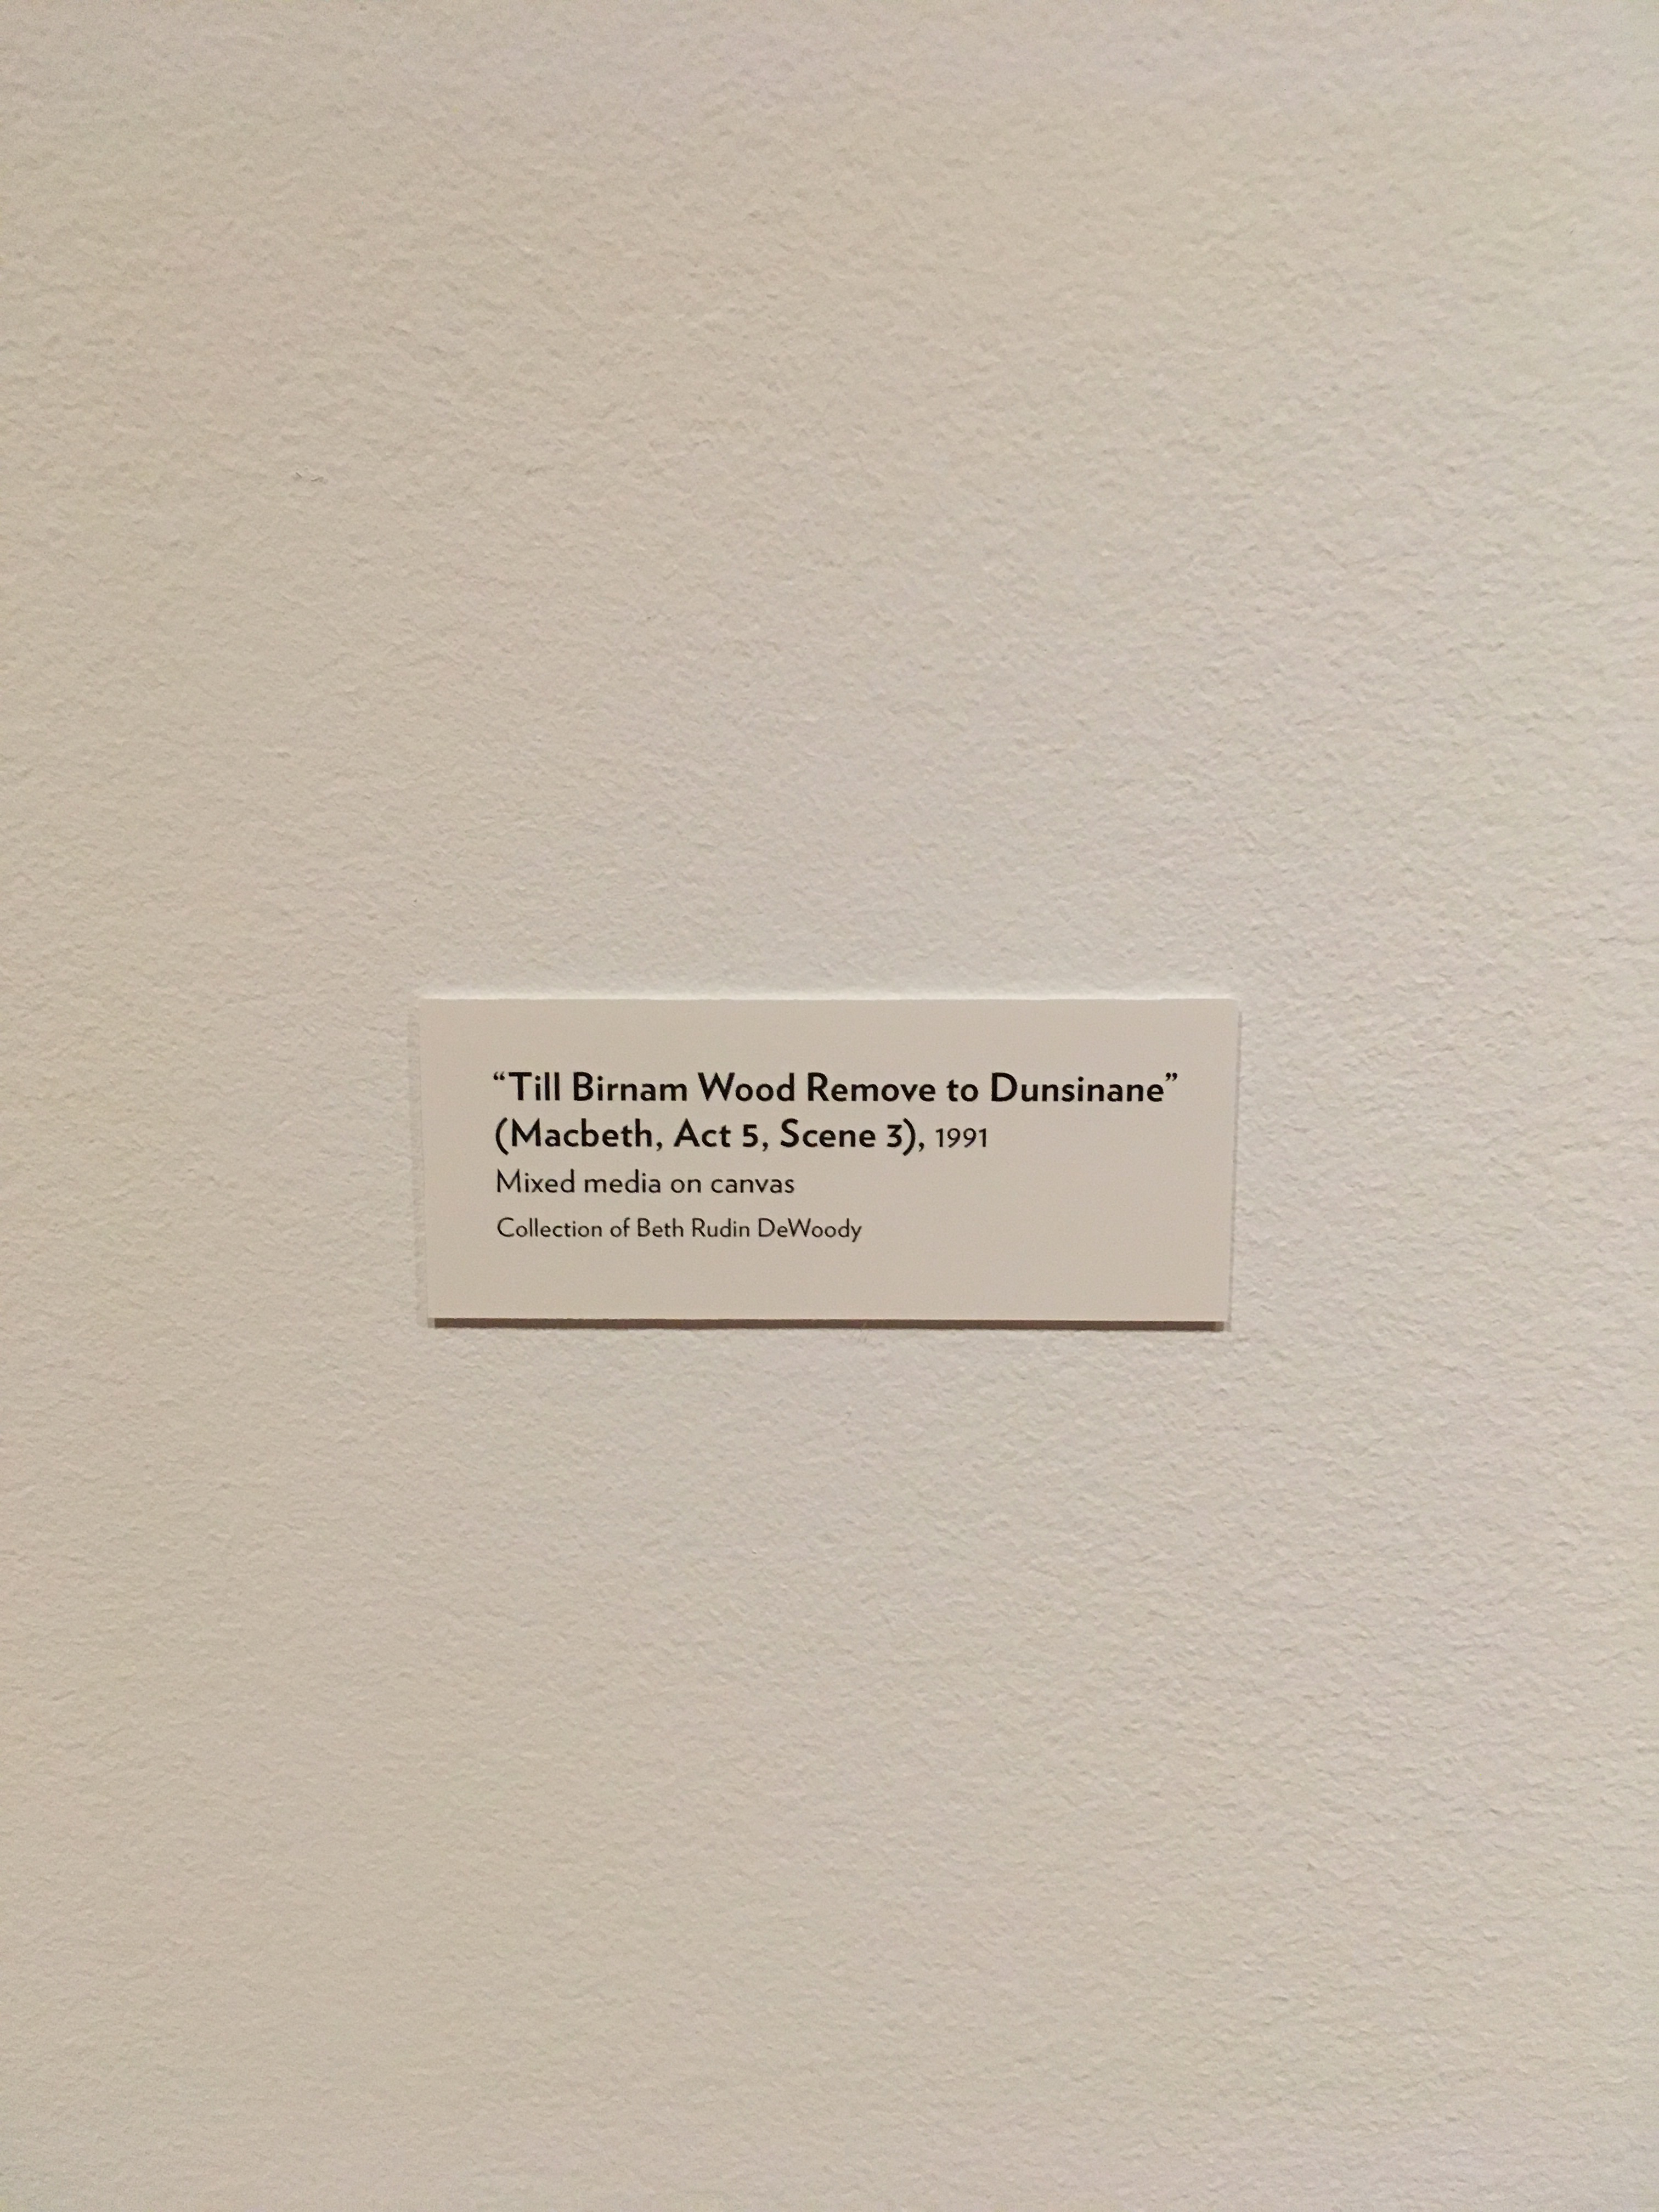 “Till Birnam Wood Remove to Dunsinane”
(Macbeth, Act 5, Scene 3), 1991
Mixed media on canvas
Collection of Beth Rudin DeWoody